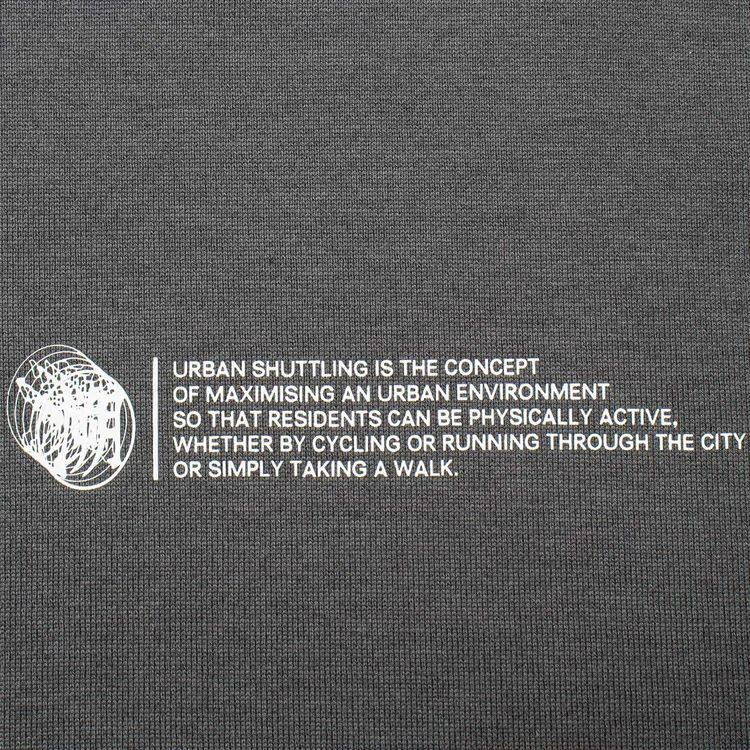 URBAN SHUTTLING IS THE CONCEPT
OF MAXIMISING AN URBAN ENVIRONMENT
SO THAT RESIDENTS CAN BE PHYSICALLY ACTIVE,
WHETHER BY CYCLING OR RUNNING THROUGH THE CITY
OR SIMPLY TAKING A WALK.